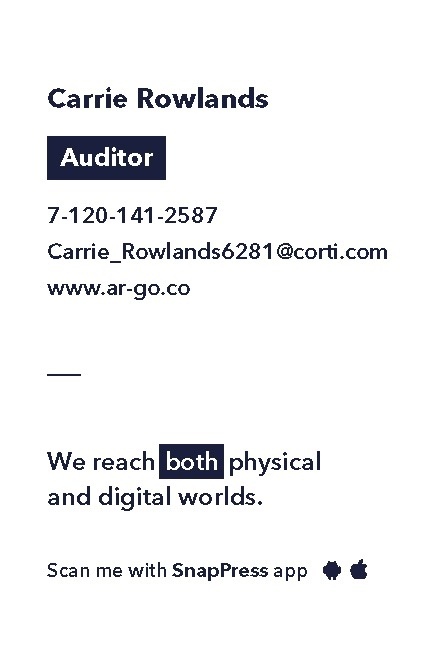 Carrie Rowlands
Auditor
7-120-141-2587
Carrie_Rowlands6281@corti.com
www.ar-go.co
We reach both physical
and digital worlds.
Scan me with SnapPress app